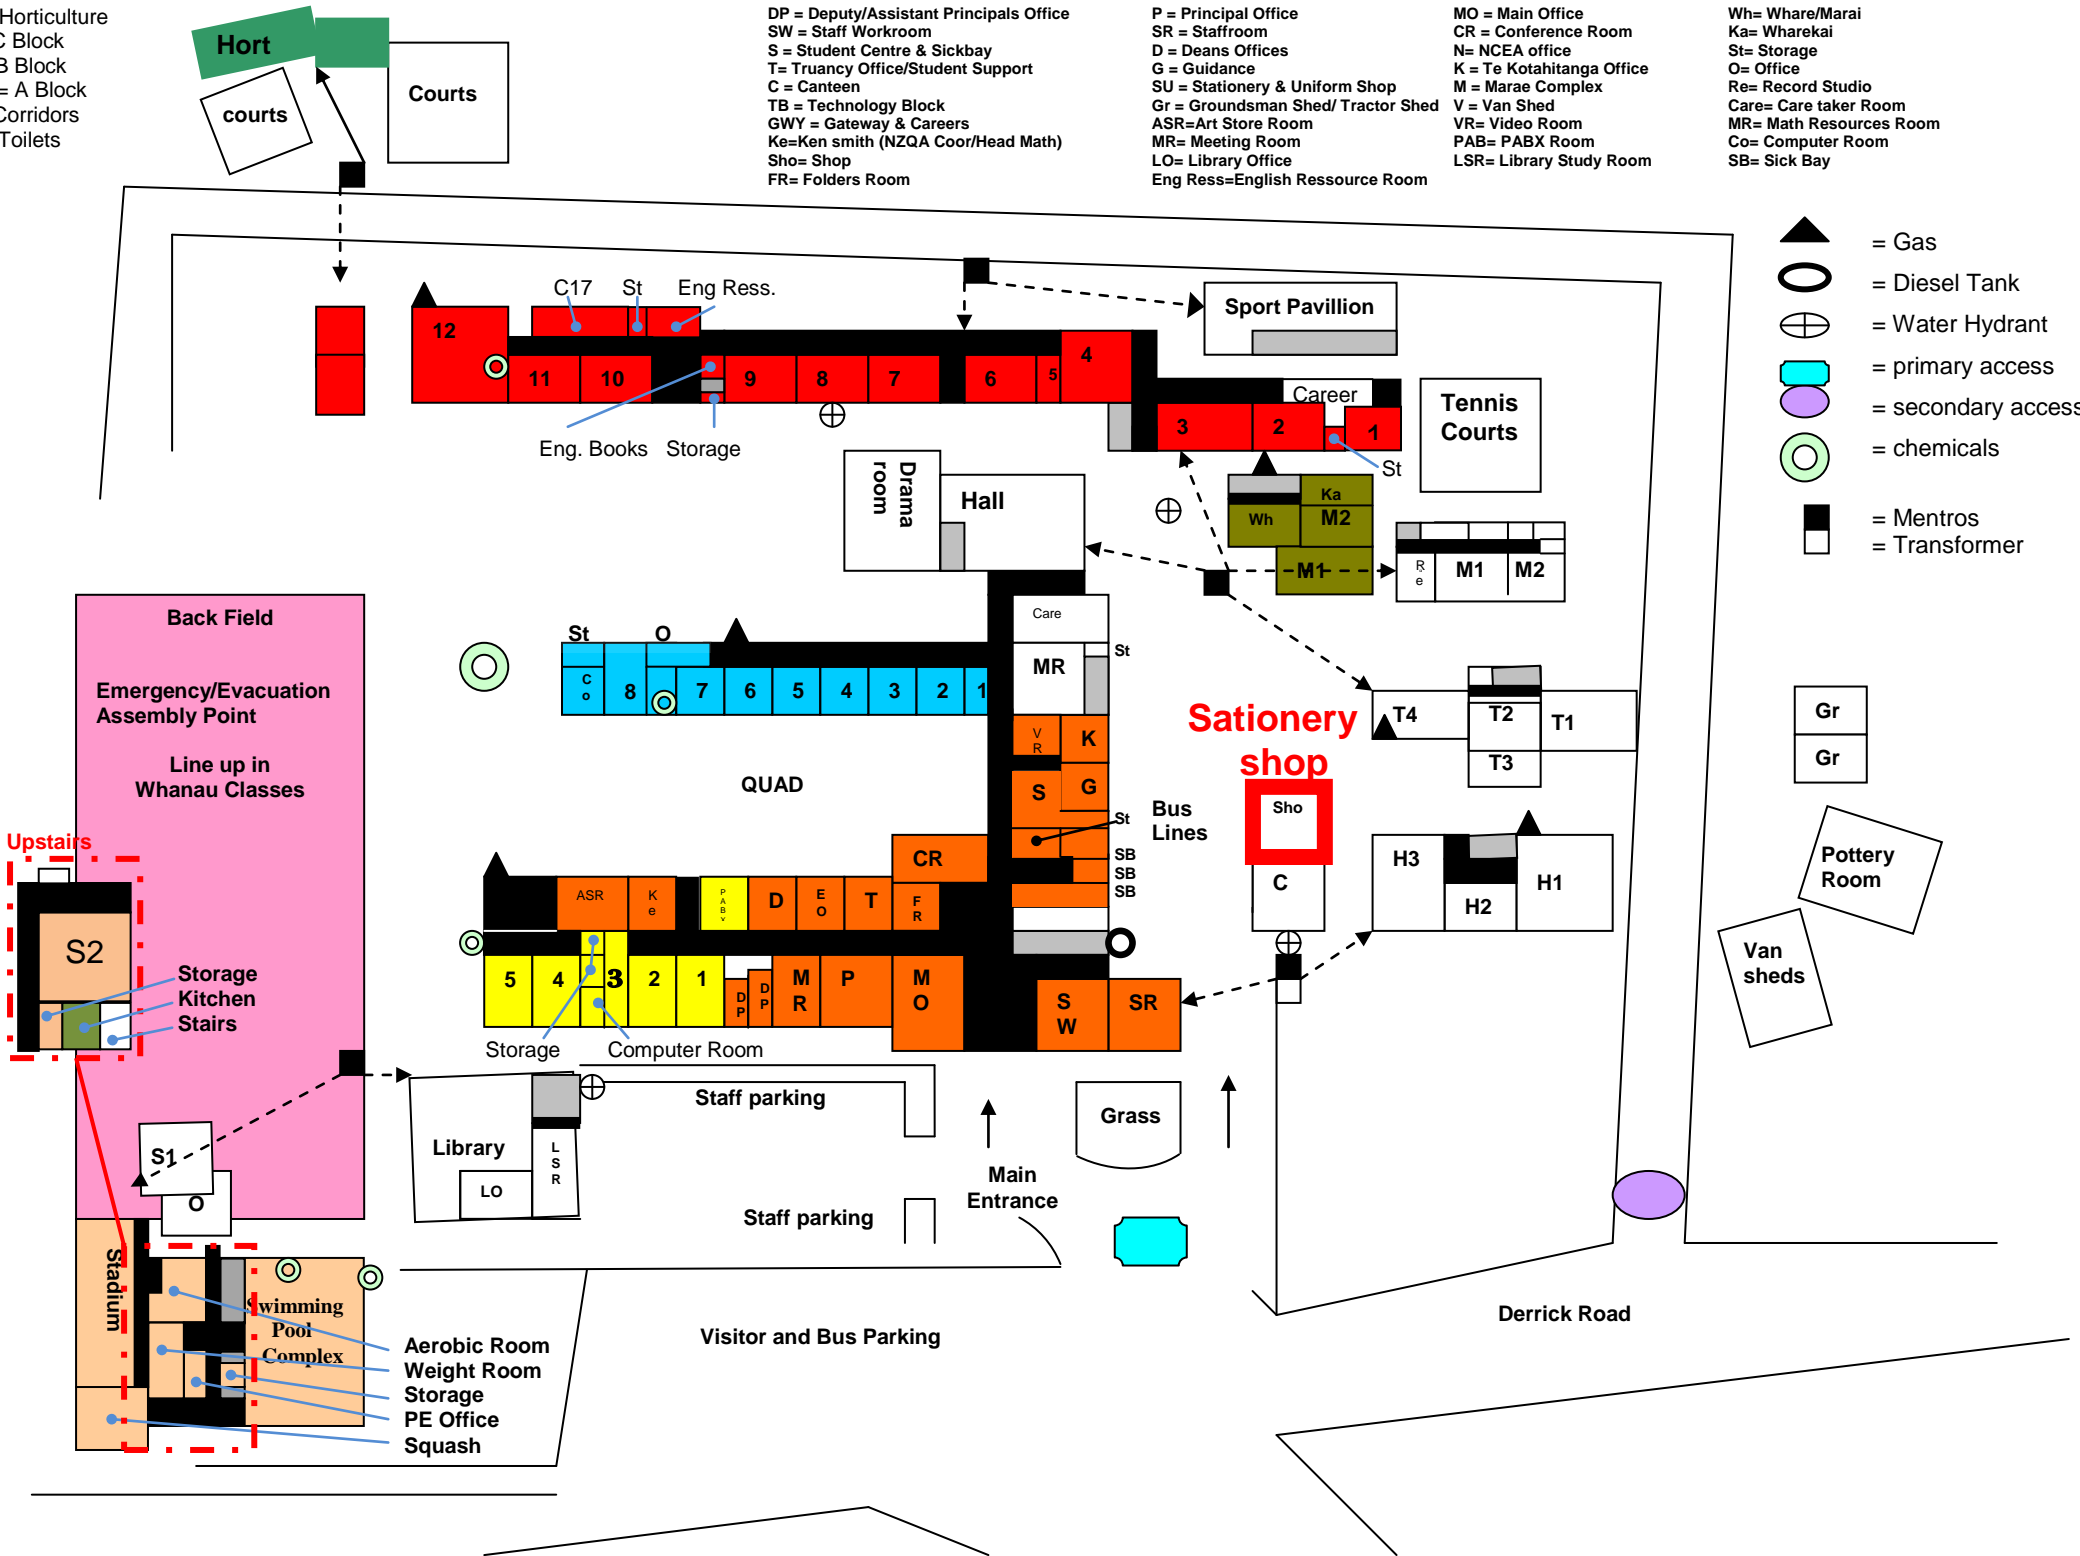 Horticulture
C Block
B Block
= A Block
Corridors
Toilets
DP = Deputy/Assistant Principals Office
SW = Staff Workroom
S = Student Centre & Sickbay
T= Truancy Office/Student Support
C = Canteen
TB = Technology Block
GWY = Gateway & Careers
Ke=Ken smith (NZQA Coor/Head Math)
Sho= Shop
FR= Folders Room
P = Principal Office
SR = Staffroom
D = Deans Offices
G = Guidance
SU = Stationery & Uniform Shop
Gr = Groundsman Shed/ Tractor Shed
ASR=Art Store Room
MR= Meeting Room
LO= Library Office
Eng Ress=English Ressource Room
MO = Main Office
CR = Conference Room
N= NCEA office
K = Te Kotahitanga Office
M = Marae Complex
V = Van Shed
VR= Video Room
PAB= PABX Room
LSR= Library Study Room
Wh= Whare/Marai
Ka= Wharekai
St= Storage
O= Office
Re= Record Studio
Care= Care taker Room
MR= Math Resources Room
Co= Computer Room
SB= Sick Bay
= Gas
= Diesel Tank
= Water Hydrant
= primary access
= secondary access
= chemicals
= Mentros
= Transformer
Hort
courts
Courts
C17
St
Eng Ress.
12
11
10
9
8
7
6
5
4
3
2
1
Career
St
Eng. Books
Storage
Sport Pavillion
Tennis
Courts
Drama
room
Hall
Ka
Wh
M2
M1
Re
M1
M2
Back Field
Emergency/Evacuation
Assembly Point
Line up in
Whanau Classes
St
O
Co
8
7
6
5
4
3
2
1
QUAD
Care
MR
St
VR
K
S
G
St
SB
SB
SB
Bus
Lines
Sationery
shop
Sho
C
T4
T2
T1
T3
H3
H2
H1
Gr
Gr
Pottery
Room
Van
sheds
CR
ASR
Ke
PABx
D
EO
T
FR
5
4
3
2
1
DP
DP
MR
P
MO
SW
SR
Storage
Computer Room
Upstairs
S2
Storage
Kitchen
Stairs
S1
O
Library
LO
LSR
Staff parking
Staff parking
Main
Entrance
Grass
Stadium
Swimming
Pool
Complex
Aerobic Room
Weight Room
Storage
PE Office
Squash
Visitor and Bus Parking
Derrick Road